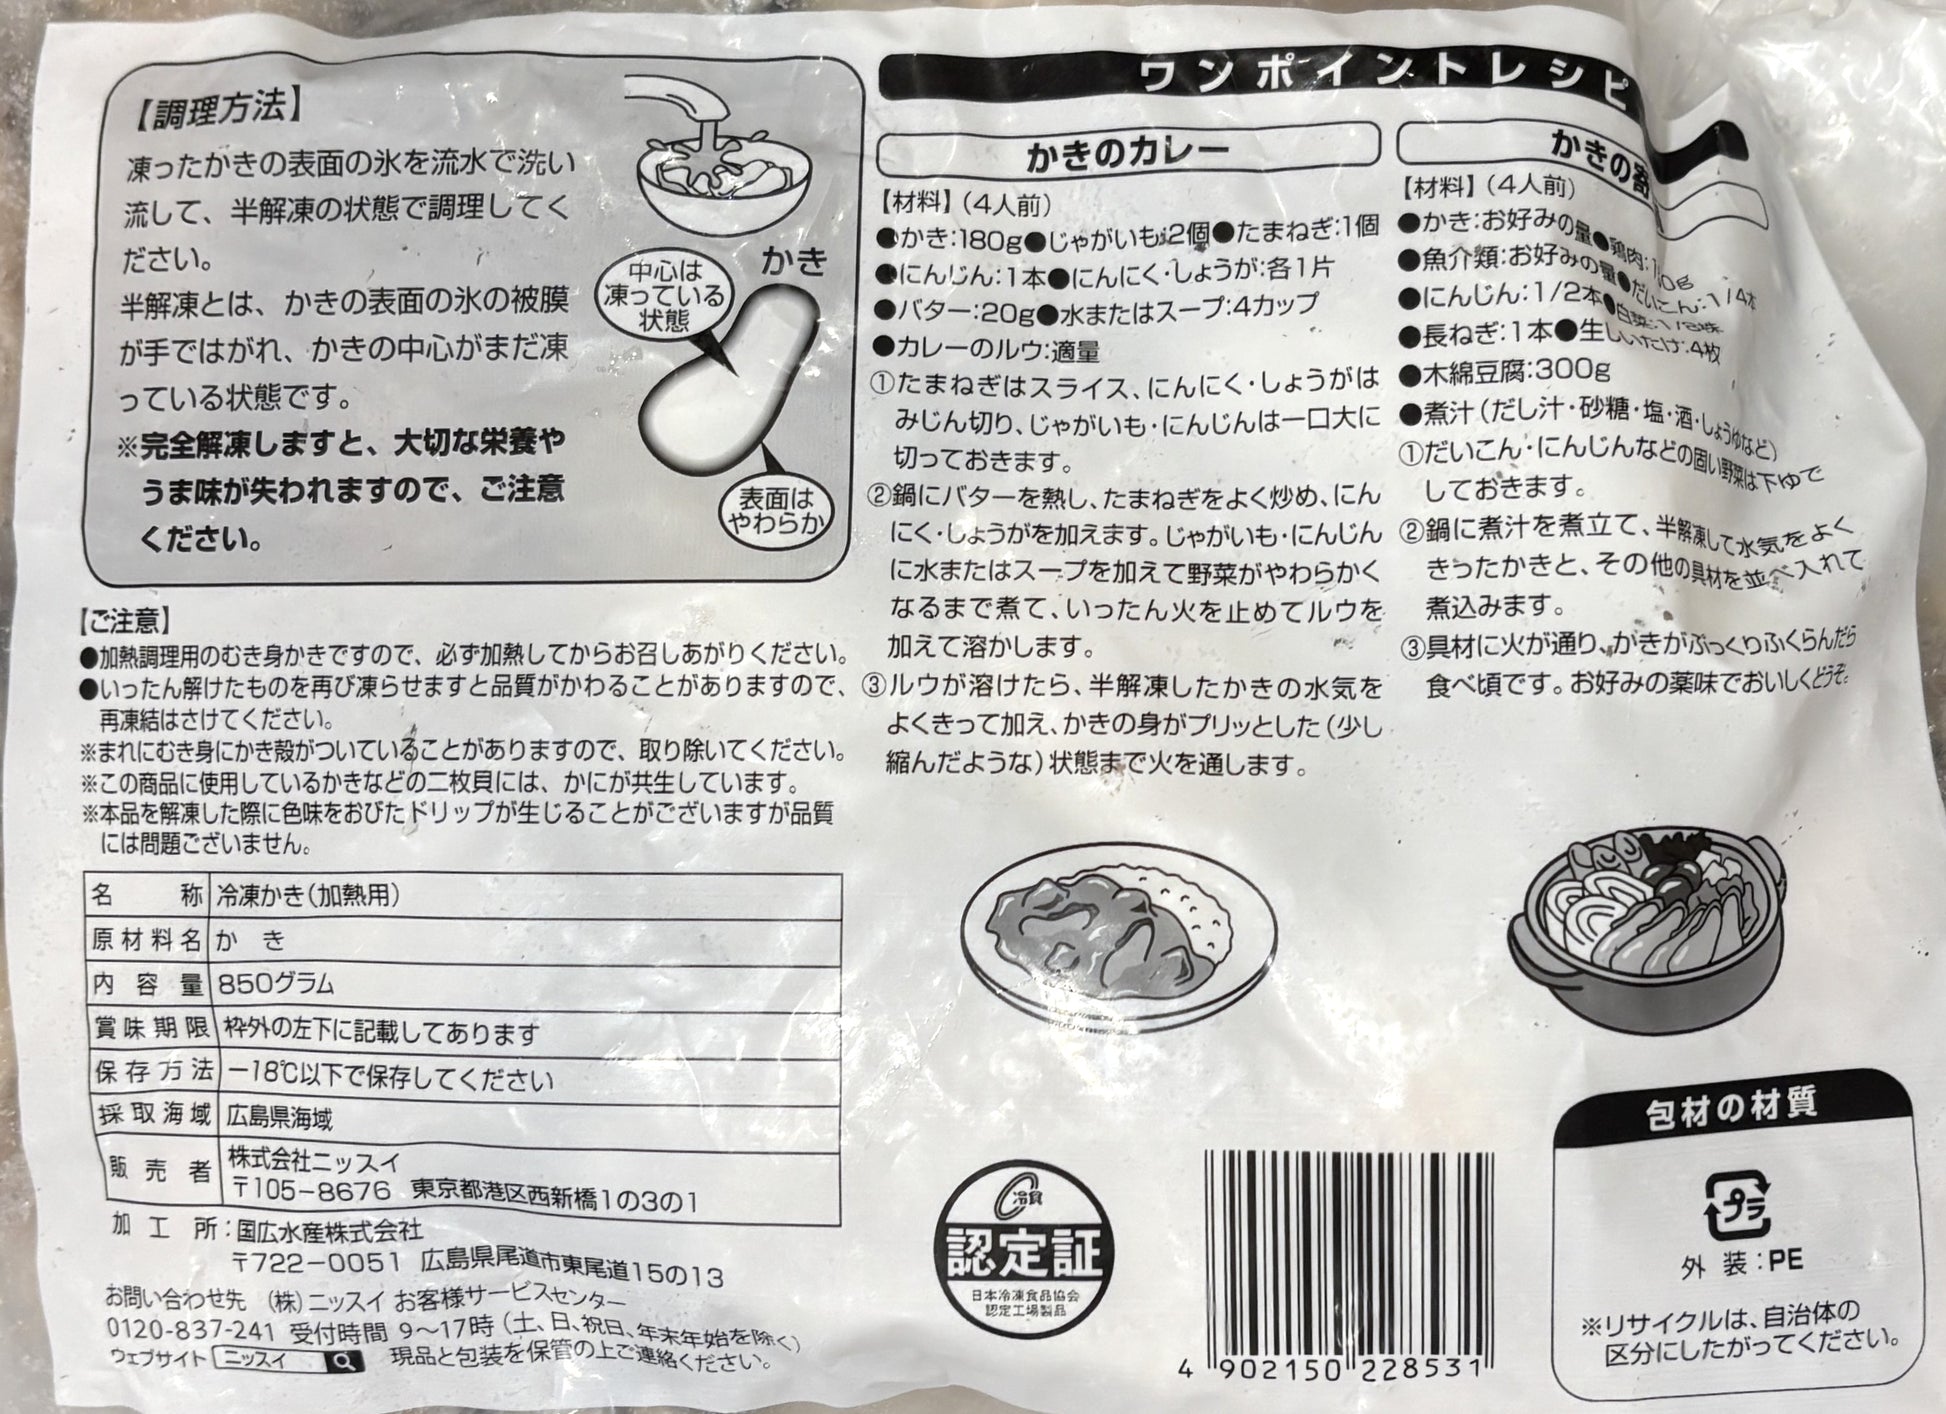 【調理方法】
凍ったかきの表面の氷を流水で洗い
流して、半解凍の状態で調理してく
ださい。
半解凍とは、かきの表面の氷の被膜
が手ではがれ、かきの中心がまだ凍
っている状態です。
※完全解凍しますと、大切な栄養や
うま味が失われますので、ご注意
ください。
かき
中心は
凍っている
状態
表面は
やわらか
【ご注意】
●加熱調理用のむき身かきですので、必ず加熱してからお召しあがりください。
●いったん解けたものを再び凍らせますと品質がかわることがありますので、
再凍結はさけてください。
※まれにむき身にかき殻がついていることがありますので、取り除いてください。
※この商品に使用しているかきなどの二枚貝には、かにが共生しています。
※本品を解凍した際に色味をおびたドリップが生じることがございますが品質
には問題ございません。
名称 冷凍かき(加熱用)
原材料名 かき
内容量 850グラム
賞味期限 枠外の左下に記載してあります
保存方法 −18℃以下で保存してください
採取海域 広島県海域
販売者 株式会社ニッスイ
〒105−8676 東京都港区西新橋1の3の1
加工所:国広水産株式会社
〒722−0051 広島県尾道市東尾道15の13
お問い合わせ先 (株)ニッスイ お客様サービスセンター
0120-837-241 受付時間 9〜17時(土、日、祝日、年末年始を除く)
ウェブサイト ニッスイ 現品と包装を保管の上ご連絡ください。
ワンポイントレシピ
かきのカレー
【材料】(4人前)
●かき:180g●じゃがいも:2個●たまねぎ:1個
●にんじん:1本●にんにく・しょうが:各1片
●バター:20g●水またはスープ:4カップ
●カレーのルウ:適量
①たまねぎはスライス、にんにく・しょうがは
みじん切り、じゃがいも・にんじんは一口大に
切っておきます。
②鍋にバターを熱し、たまねぎをよく炒め、にん
にく・しょうがを加えます。じゃがいも・にんじん
に水またはスープを加えて野菜がやわらかく
なるまで煮て、いったん火を止めてルウを
加えて溶かします。
③ルウが溶けたら、半解凍したかきの水気を
よくきって加え、かきの身がプリッとした(少し
縮んだような)状態まで火を通します。
かきの寄
【材料】(4人前)
●かき:お好みの量●鶏肉:
●魚介類:お好みの量●だいこん:1/4本
●にんじん:1/2本●白菜:
●長ねぎ:1本●生しいたけ:4枚
●木綿豆腐:300g
●煮汁(だし汁・砂糖・塩・酒・しょうゆなど)
①だいこん・にんじんなどの固い野菜は下ゆで
しておきます。
②鍋に煮汁を煮立て、半解凍して水気をよく
きったかきと、その他の具材を並べ入れて
煮込みます。
③具材に火が通り、かきがぷっくりふくらんだら
食べ頃です。お好みの薬味でおいしくどうぞ。
冷食
認定証
日本冷凍食品協会
認定工場製品
4 902150 228531
包材の材質
プラ
外装:PE
※リサイクルは、自治体の
区分にしたがってください。